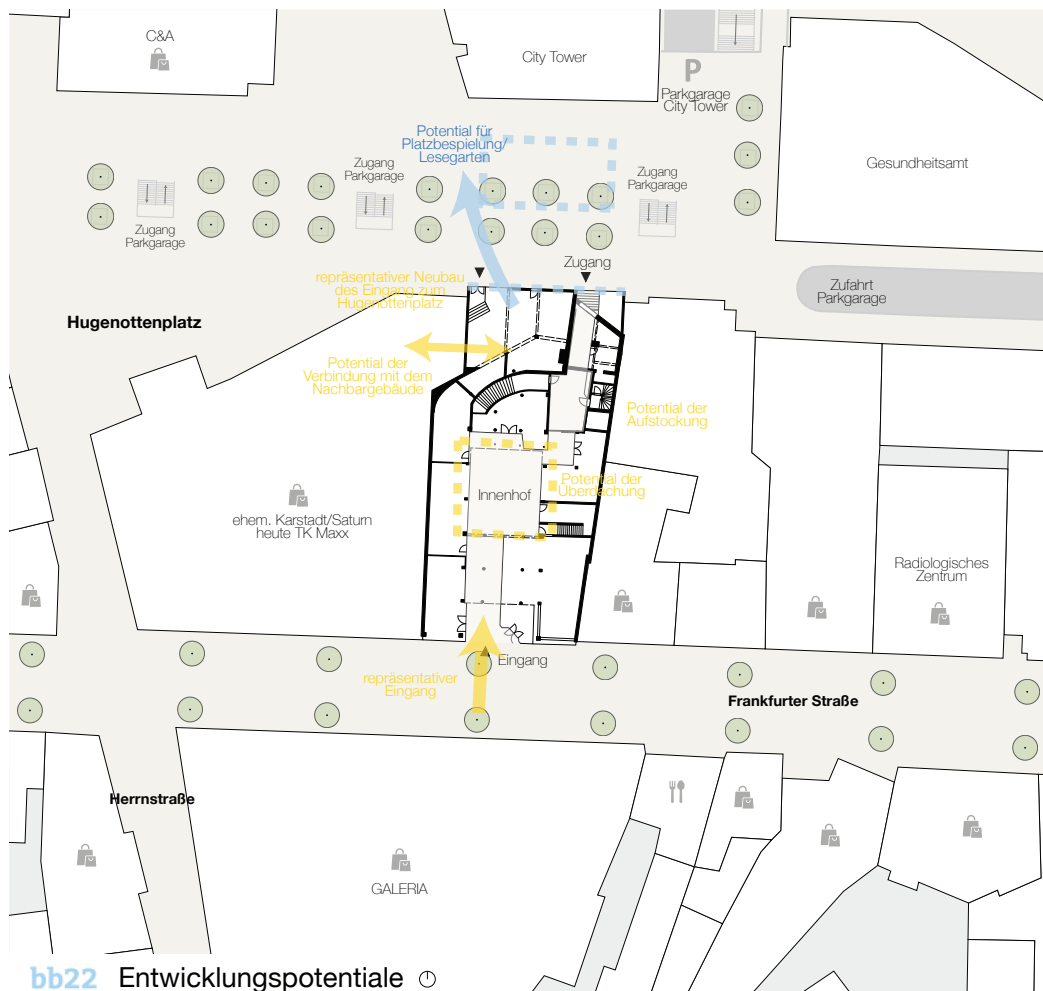 C&A
City Tower
P
Parkgarage
City Tower
Potential für
Platzbespielung/
Lesegarten
Gesundheitsamt
Zugang
Parkgarage
Zugang
Parkgarage
Zugang
Parkgarage
Zugang
repräsentativer Neubau
des Eingang zum
Hugenottenplatz
Zufahrt
Parkgarage
Hugenottenplatz
Potential der
Verbindung mit dem
Nachbargebäude
Potential der
Aufstockung
Potential der
Überdachung
Innenhof
ehem. Karstadt/Saturn
heute TK Maxx
Radiologisches
Zentrum
Eingang
repräsentativer
Eingang
Frankfurter Straße
Herrnstraße
GALERIA
bb22 Entwicklungspotentiale